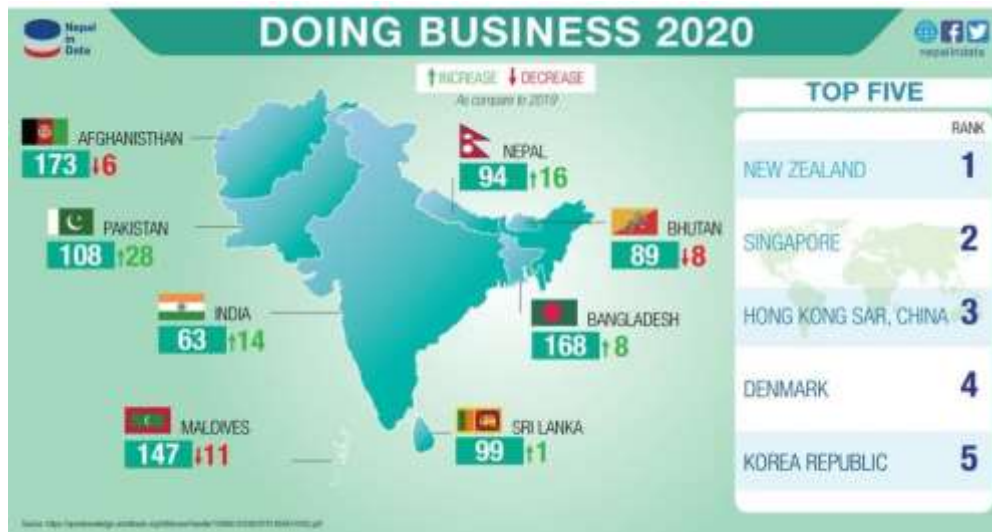 Nepal
in
Data
DOING BUSINESS 2020
nepalindata
↑ INCREASE ↓ DECREASE
As compare to 2019
AFGHANISTHAN
173 ↓6
NEPAL
94 ↑16
PAKISTAN
108 ↑28
BHUTAN
89 ↓8
INDIA
63 ↑14
BANGLADESH
168 ↑8
MALDIVES
147 ↓11
SRI LANKA
99 ↑1
TOP FIVE
RANK
NEW ZEALAND 1
SINGAPORE 2
HONG KONG SAR, CHINA 3
DENMARK 4
KOREA REPUBLIC 5